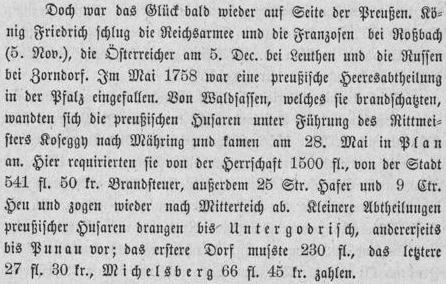 Doch war das Glück bald wieder auf Seite der Preußen. Kö-
nig Friedrich schlug die Reichsarmee und die Franzosen bei Roßbach
(5. Nov.), die Österreicher am 5. Dec. bei Leuthen und die Russen
bei Zorndorf. Im Mai 1758 war eine preußische Heeresabtheilung
in der Pfalz eingefallen. Von Waldsassen, welches sie brandschatzten,
wandten sich die preußischen Husaren unter Führung des Rittmei-
sters Koseggy nach Mähring und kamen am 28. Mai in Plan
an. Hier requirierten sie von der Herrschaft 1500 fl., von der Stadt
541 fl. 50 kr. Brandsteuer, außerdem 25 Str. Hafer und 9 Ctr.
Heu und zogen wieder nach Mitterteich ab. Kleinere Abtheilungen
preußischer Husaren drangen bis Untergodrisch, andererseits
bis Punau vor; das erstere Dorf musste 230 fl., das letztere
27 fl. 30 kr., Michelsberg 66 fl. 45 kr. zahlen.